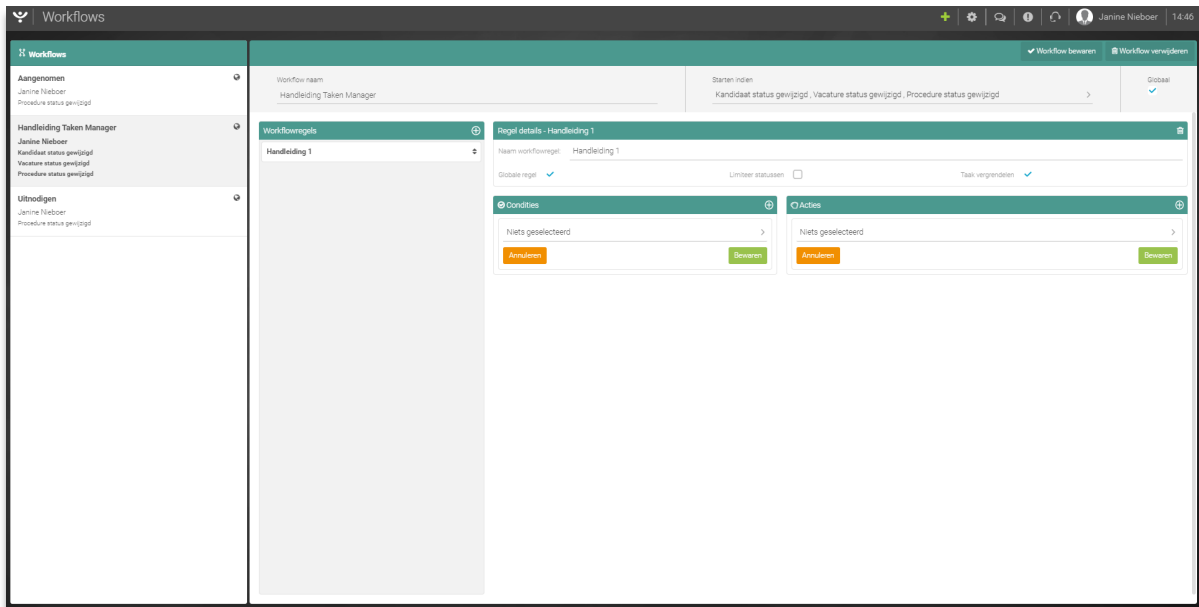 Workflows
Janine Nieboer
14:46
Workflows
Workflow bewaren
Workflow verwijderen
Aangenomen
Janine Nieboer
Procedure status gewijzigd
Handleiding Taken Manager
Janine Nieboer
Kandidaat status gewijzigd
Vacature status gewijzigd
Procedure status gewijzigd
Uitnodigen
Janine Nieboer
Procedure status gewijzigd
Workflow naam
Handleiding Taken Manager
Starten indien
Kandidaat status gewijzigd , Vacature status gewijzigd , Procedure status gewijzigd
Globaal
Workflowregels
Handleiding 1
Regel details - Handleiding 1
Naam workflowregel:
Handleiding 1
Globale regel
Limiteer statussen
Taak vergrendelen
Condities
Niets geselecteerd
Annuleren
Bewaren
Acties
Niets geselecteerd
Annuleren
Bewaren